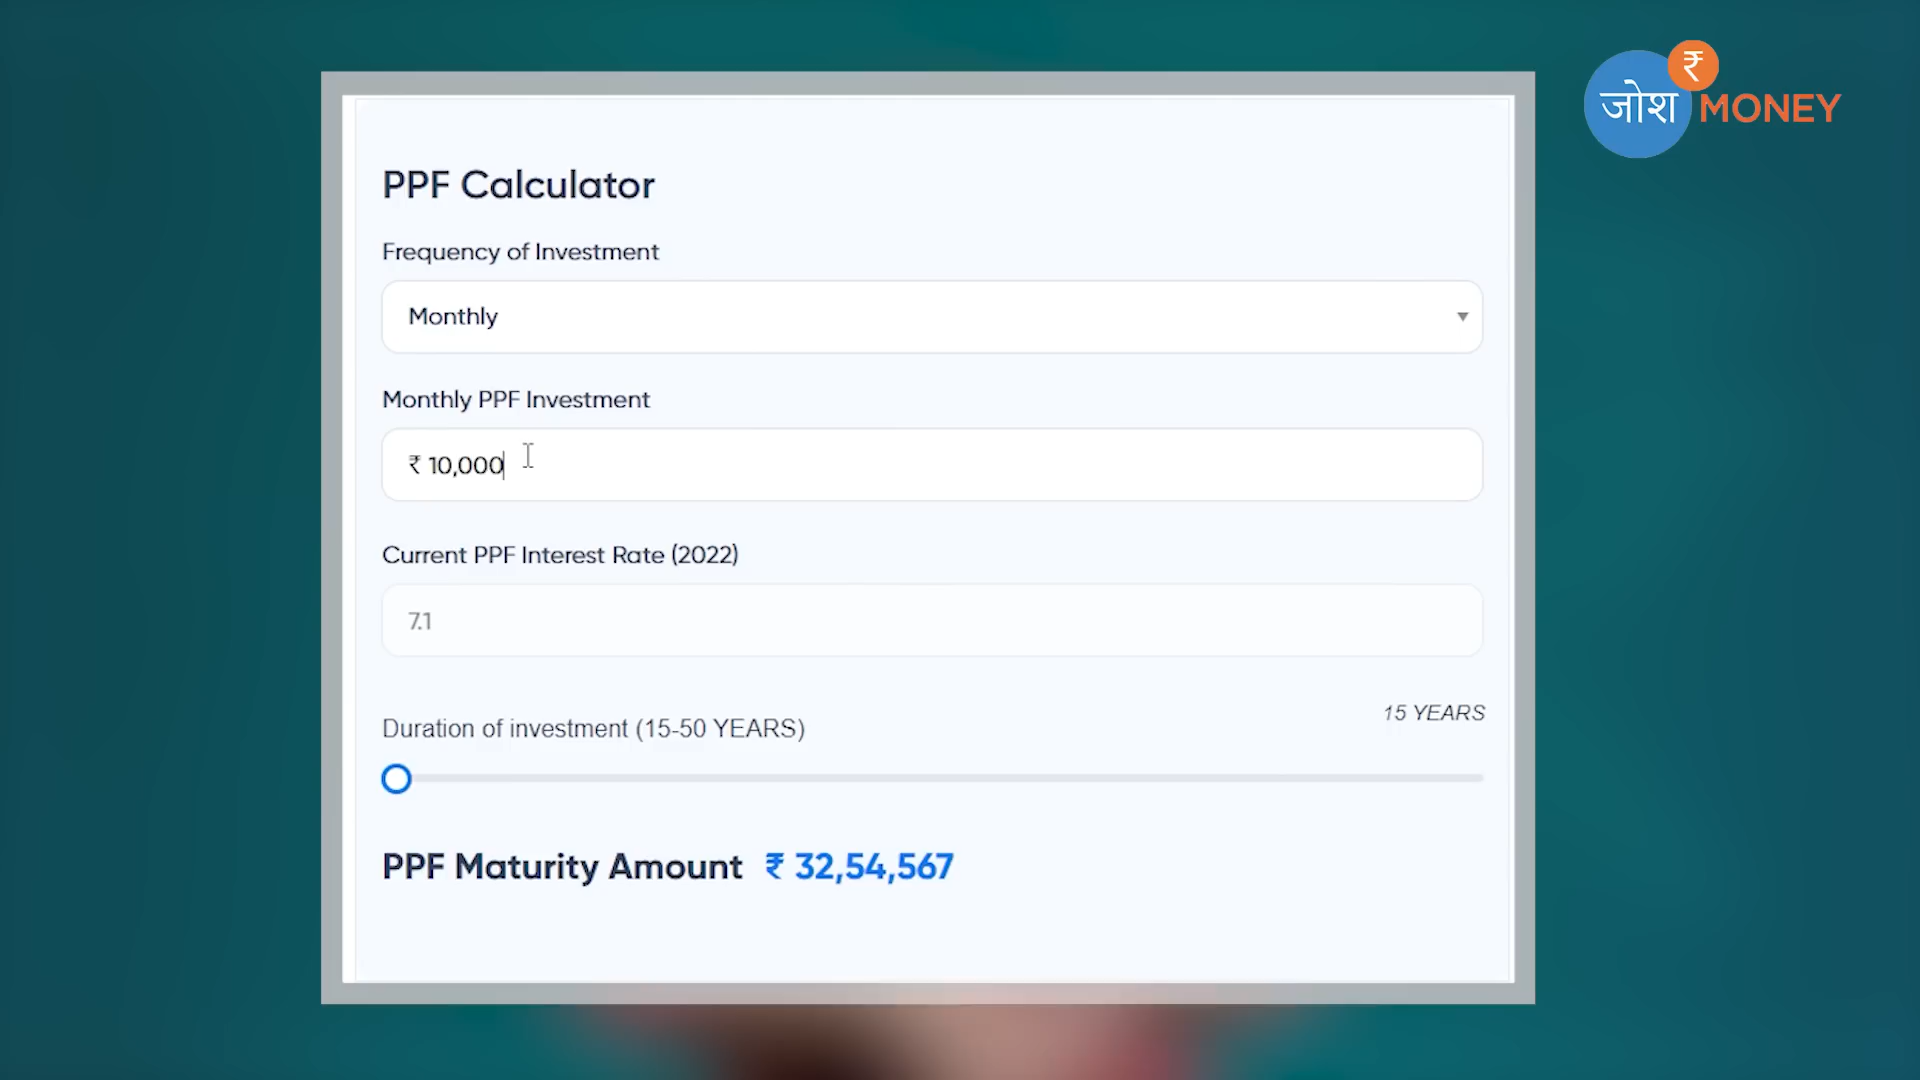 ₹
जोश MONEY
PPF Calculator
Frequency of Investment
Monthly
Monthly PPF Investment
₹ 10,000
Current PPF Interest Rate (2022)
7.1
15 YEARS
Duration of investment (15-50 YEARS)
PPF Maturity Amount ₹ 32,54,567